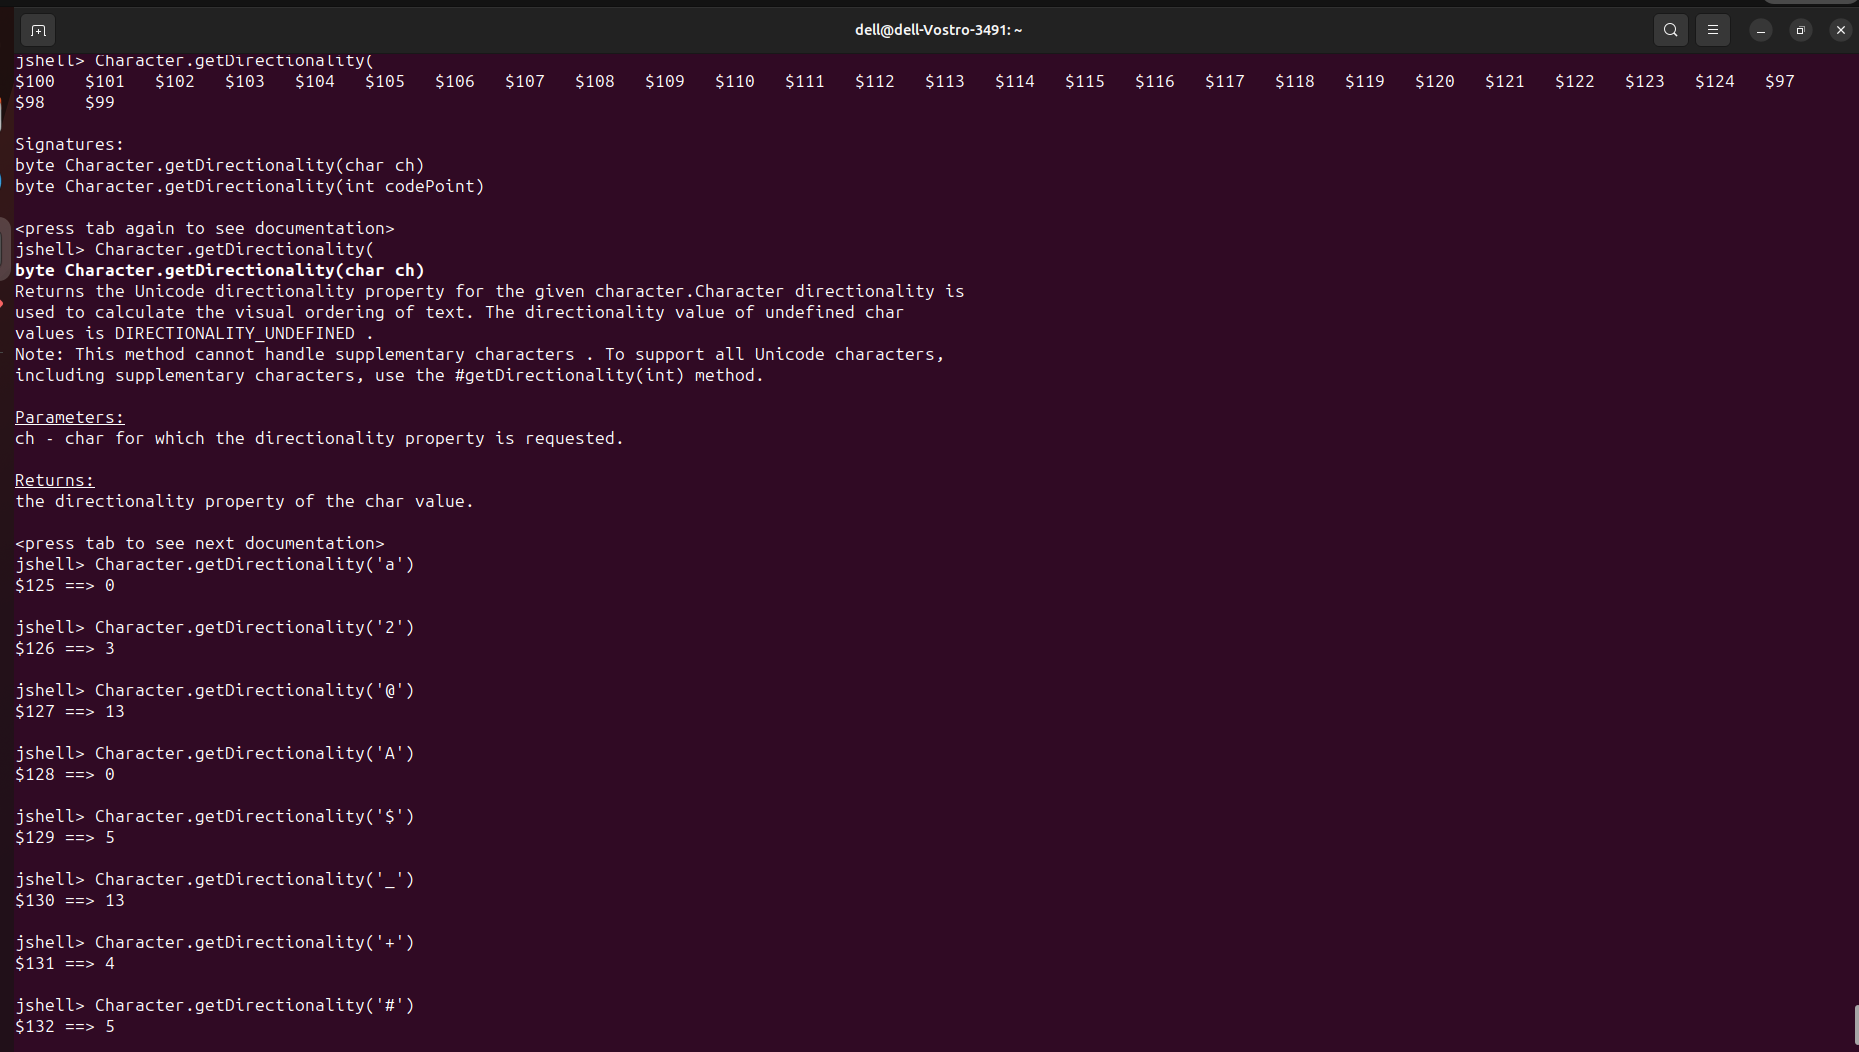 dell@dell-Vostro-3491: ~
jshell> Character.getDirectionality(
$100   $101   $102   $103   $104   $105   $106   $107   $108   $109   $110   $111   $112   $113   $114   $115   $116   $117   $118   $119   $120   $121   $122   $123   $124   $97
$98    $99

Signatures:
byte Character.getDirectionality(char ch)
byte Character.getDirectionality(int codePoint)

<press tab again to see documentation>
jshell> Character.getDirectionality(
byte Character.getDirectionality(char ch)
Returns the Unicode directionality property for the given character.Character directionality is
used to calculate the visual ordering of text. The directionality value of undefined char
values is DIRECTIONALITY_UNDEFINED .
Note: This method cannot handle supplementary characters . To support all Unicode characters,
including supplementary characters, use the #getDirectionality(int) method.

Parameters:
ch - char for which the directionality property is requested.

Returns:
the directionality property of the char value.

<press tab to see next documentation>
jshell> Character.getDirectionality('a')
$125 ==> 0

jshell> Character.getDirectionality('2')
$126 ==> 3

jshell> Character.getDirectionality('@')
$127 ==> 13

jshell> Character.getDirectionality('A')
$128 ==> 0

jshell> Character.getDirectionality('$')
$129 ==> 5

jshell> Character.getDirectionality('_')
$130 ==> 13

jshell> Character.getDirectionality('+')
$131 ==> 4

jshell> Character.getDirectionality('#')
$132 ==> 5